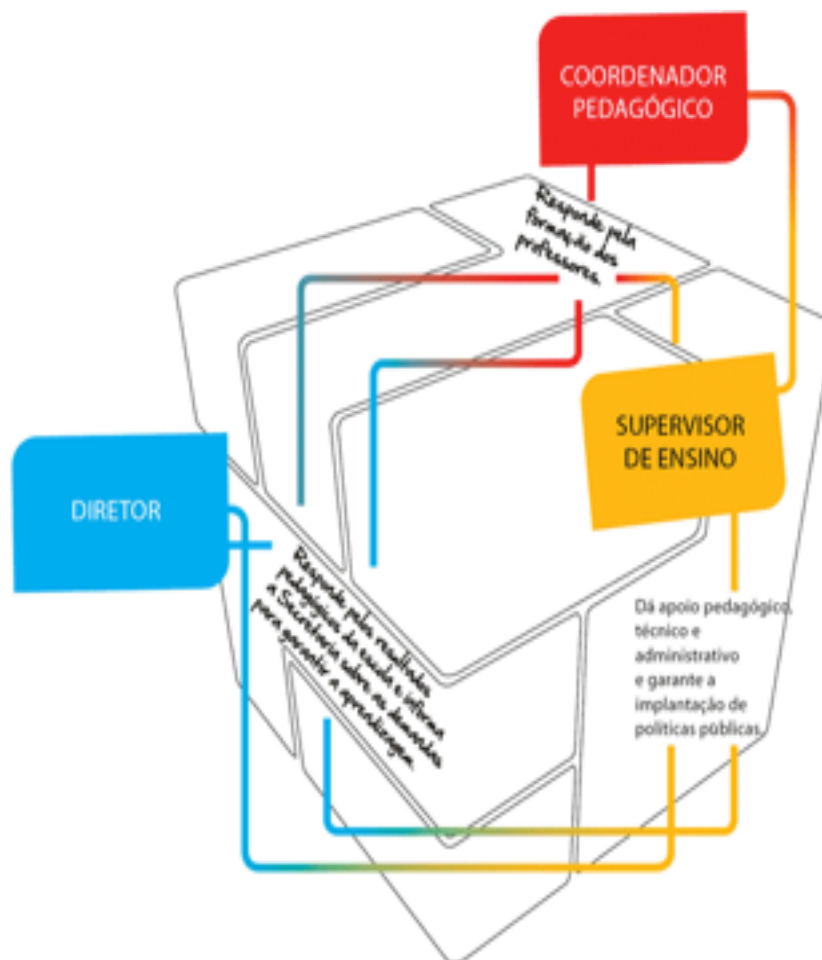 COORDENADOR
PEDAGÓGICO
Responde pela
formação dos
professores
SUPERVISOR
DE ENSINO
DIRETOR
Responde pelos resultados
pedagógicos da escola e informa
a Secretaria sobre as demandas
para garantir a aprendizagem
Dá apoio pedagógico,
técnico e
administrativo
e garante a
implantação de
políticas públicas.